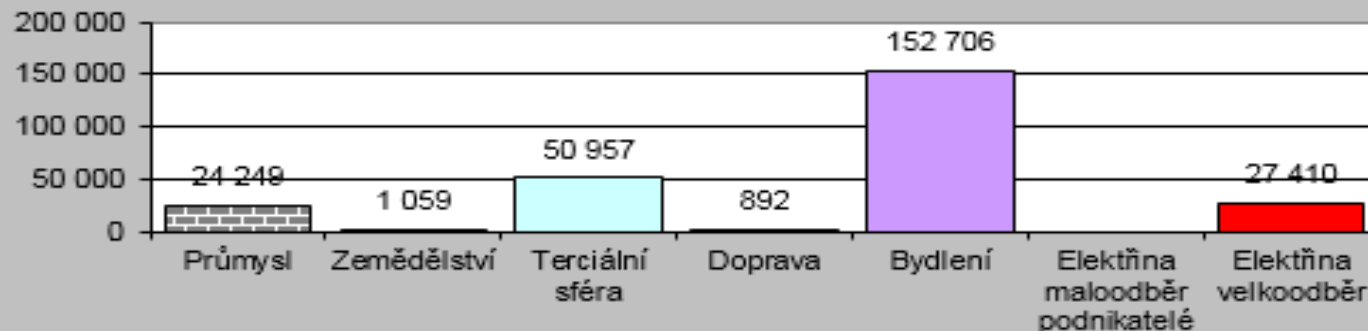 200 000
150 000
100 000
50 000
0
24 249
1 059
50 957
892
152 706
27 410
Průmysl
Zemědělství
Terciální
sféra
Doprava
Bydlení
Elektřina
maloodběr
podnikatelé
Elektřina
velkoodběr